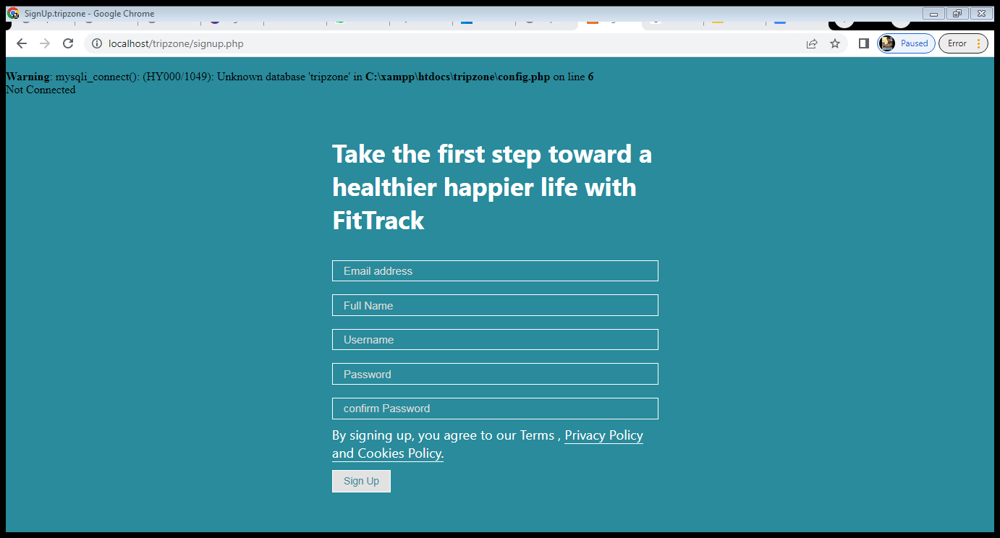 SignUp.tripzone - Google Chrome
localhost/tripzone/signup.php
Paused
Error
Warning: mysqli_connect(): (HY000/1049): Unknown database 'tripzone' in C:\xampp\htdocs\tripzone\config.php on line 6
Not Connected
Take the first step toward a
healthier happier life with
FitTrack
Email address
Full Name
Username
Password
confirm Password
By signing up, you agree to our Terms , Privacy Policy
and Cookies Policy.
Sign Up